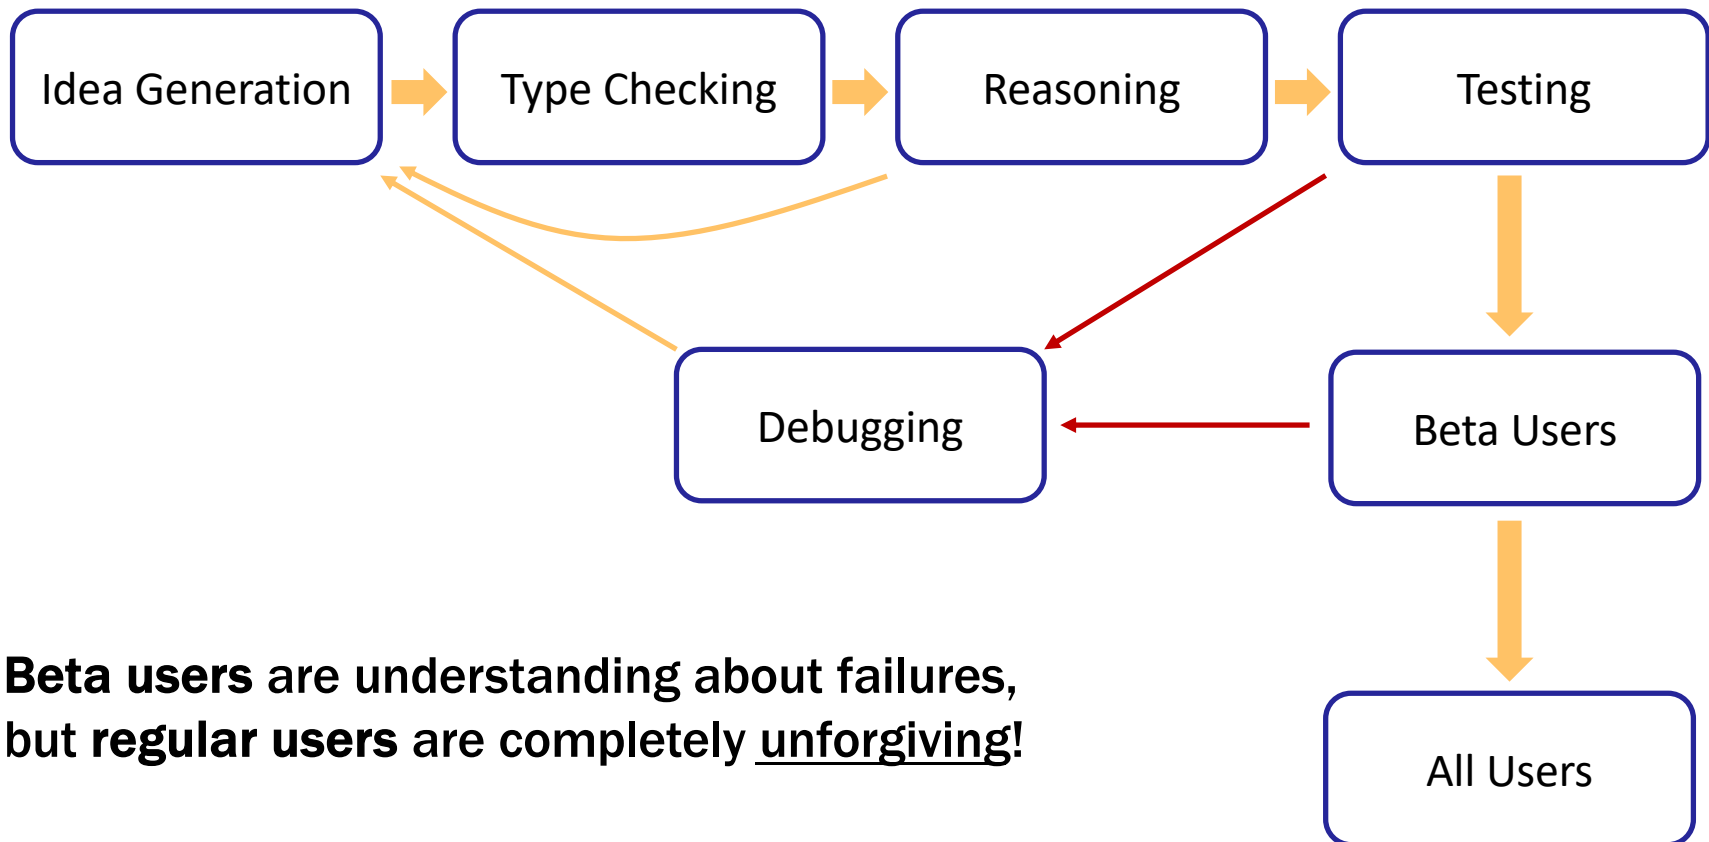 Idea Generation
Type Checking
Reasoning
Testing
Debugging
Beta Users
Beta users are understanding about failures,
but regular users are completely unforgiving!
All Users